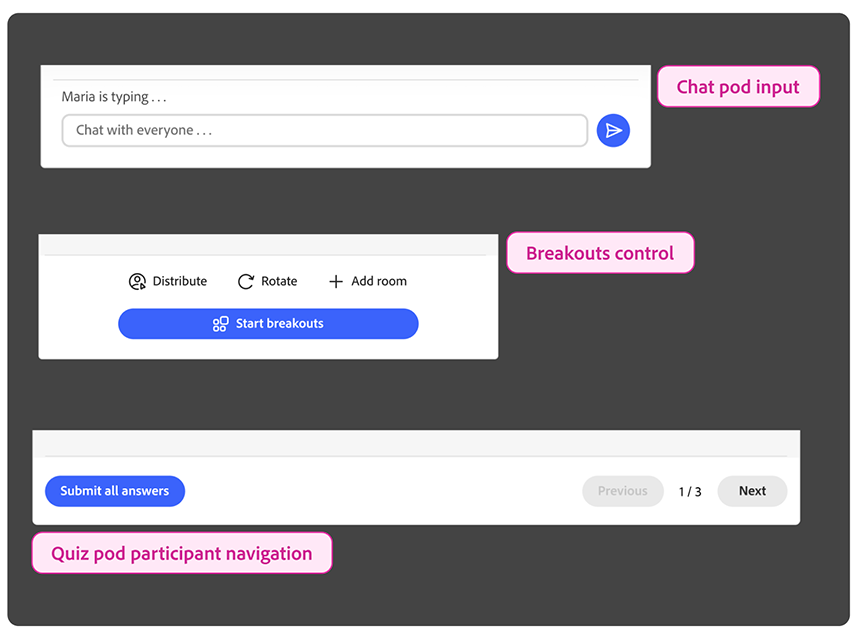 Chat pod input
Maria is typing . . .
Chat with everyone . . .
Breakouts control
Distribute Rotate Add room
Start breakouts
Submit all answers Previous 1 / 3 Next
Quiz pod participant navigation